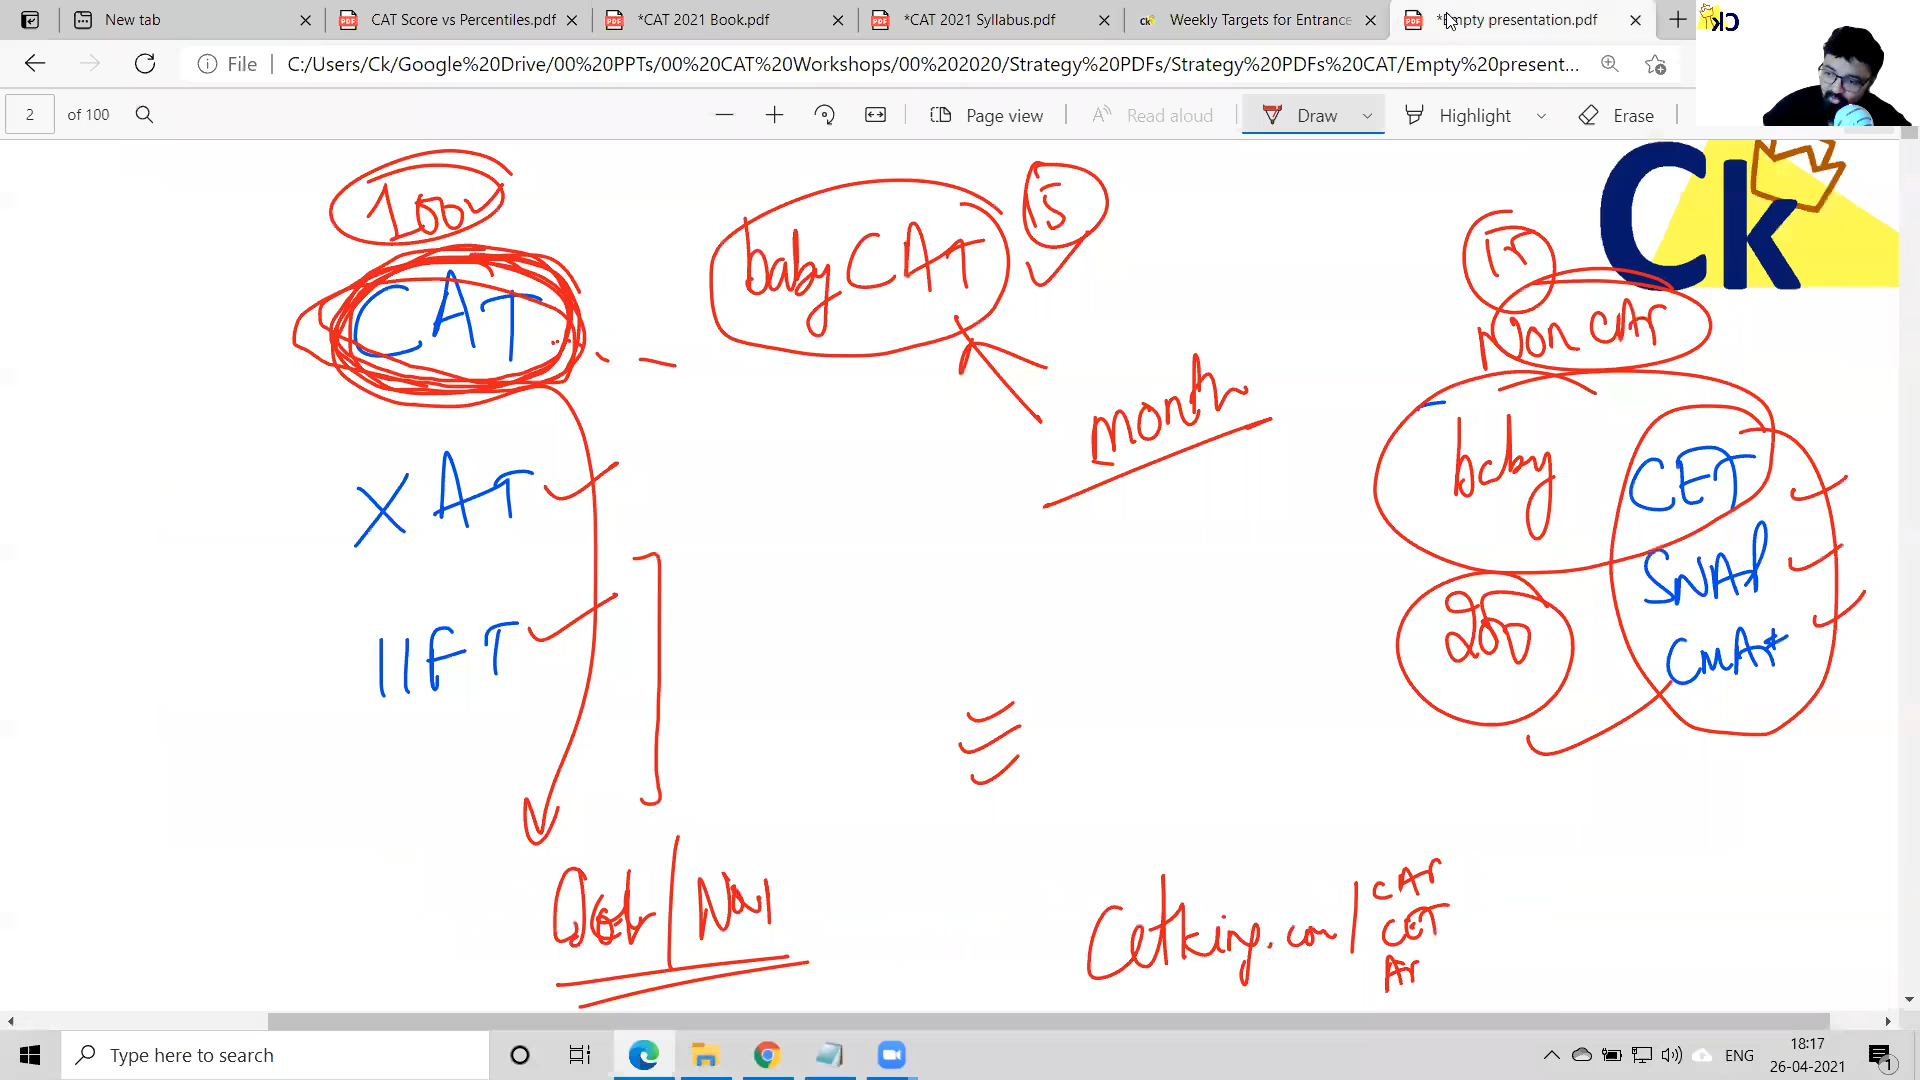 New tab
CAT Score vs Percentiles.pdf
*CAT 2021 Book.pdf
*CAT 2021 Syllabus.pdf
Weekly Targets for Entrance
*Empty presentation.pdf
File
C:/Users/Ck/Google%20Drive/00%20PPTs/00%20CAT%20Workshops/00%202020/Strategy%20PDFs/Strategy%20PDFs%20CAT/Empty%20present...
2 of 100
Page view
Read aloud
Draw
Highlight
Erase
Ck
Ck
100
baby CAT
15
15
CAT
Non CAT
month
baby
CET
XAT
SNAP
200
IIFT
CMAT
Oct / Nov
Cetking.com/
CAT
CET
Type here to search
ENG
18:17
26-04-2021
1